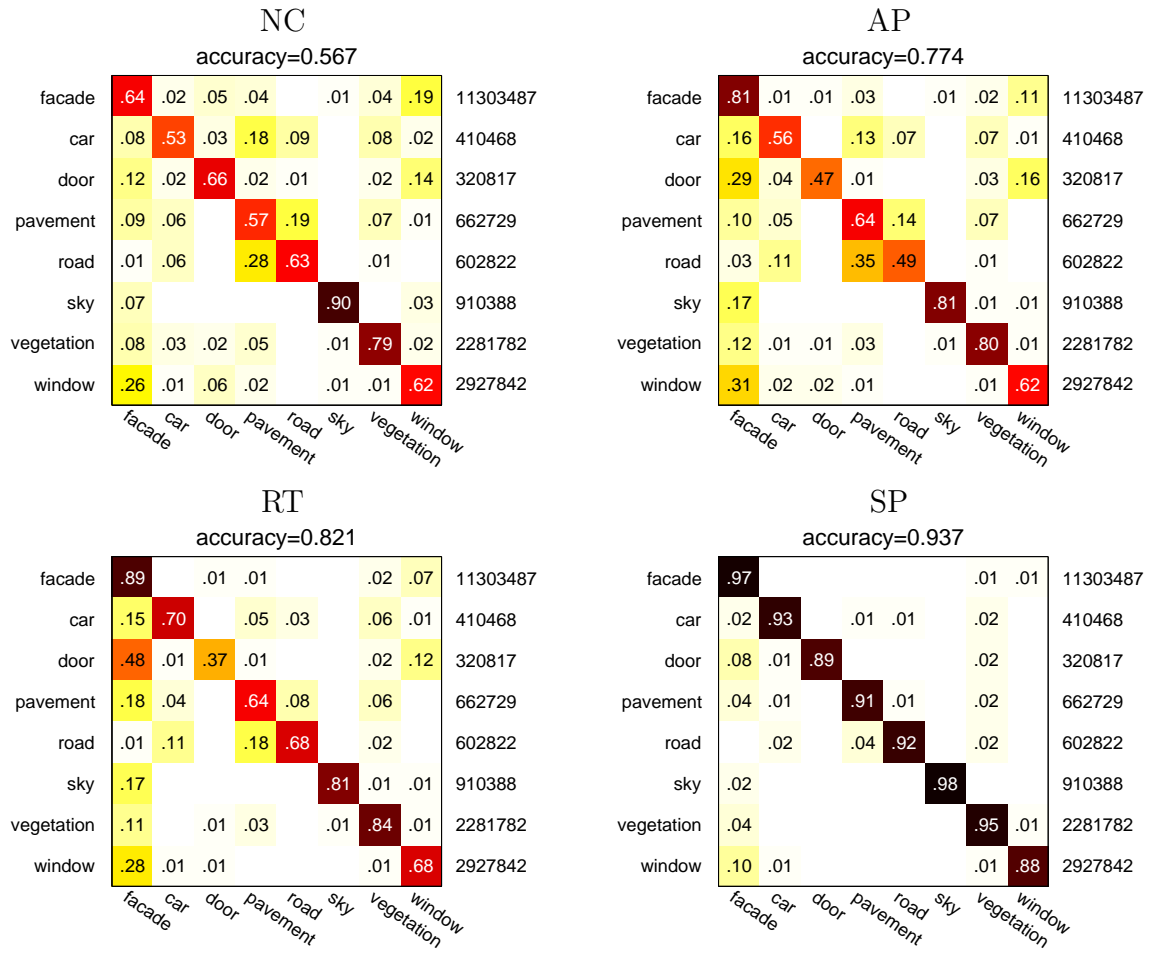 NC
accuracy=0.567
facade .64 .02 .05 .04 .01 .04 .19 11303487
car .08 .53 .03 .18 .09 .08 .02 410468
door .12 .02 .66 .02 .01 .02 .14 320817
pavement .09 .06 .57 .19 .07 .01 662729
road .01 .06 .28 .63 .01 602822
sky .07 .90 .03 910388
vegetation .08 .03 .02 .05 .01 .79 .02 2281782
window .26 .01 .06 .02 .01 .01 .62 2927842
facade car door pavement road sky vegetation window
AP
accuracy=0.774
facade .81 .01 .01 .03 .01 .02 .11 11303487
car .16 .56 .13 .07 .07 .01 410468
door .29 .04 .47 .01 .03 .16 320817
pavement .10 .05 .64 .14 .07 662729
road .03 .11 .35 .49 .01 602822
sky .17 .81 .01 .01 910388
vegetation .12 .01 .01 .03 .01 .80 .01 2281782
window .31 .02 .02 .01 .01 .62 2927842
facade car door pavement road sky vegetation window
RT
accuracy=0.821
facade .89 .01 .01 .02 .07 11303487
car .15 .70 .05 .03 .06 .01 410468
door .48 .01 .37 .01 .02 .12 320817
pavement .18 .04 .64 .08 .06 662729
road .01 .11 .18 .68 .02 602822
sky .17 .81 .01 .01 910388
vegetation .11 .01 .03 .01 .84 .01 2281782
window .28 .01 .01 .01 .68 2927842
facade car door pavement road sky vegetation window
SP
accuracy=0.937
facade .97 .01 .01 11303487
car .02 .93 .01 .01 .02 410468
door .08 .01 .89 .02 320817
pavement .04 .01 .91 .01 .02 662729
road .02 .04 .92 .02 602822
sky .02 .98 910388
vegetation .04 .95 .01 2281782
window .10 .01 .01 .88 2927842
facade car door pavement road sky vegetation window